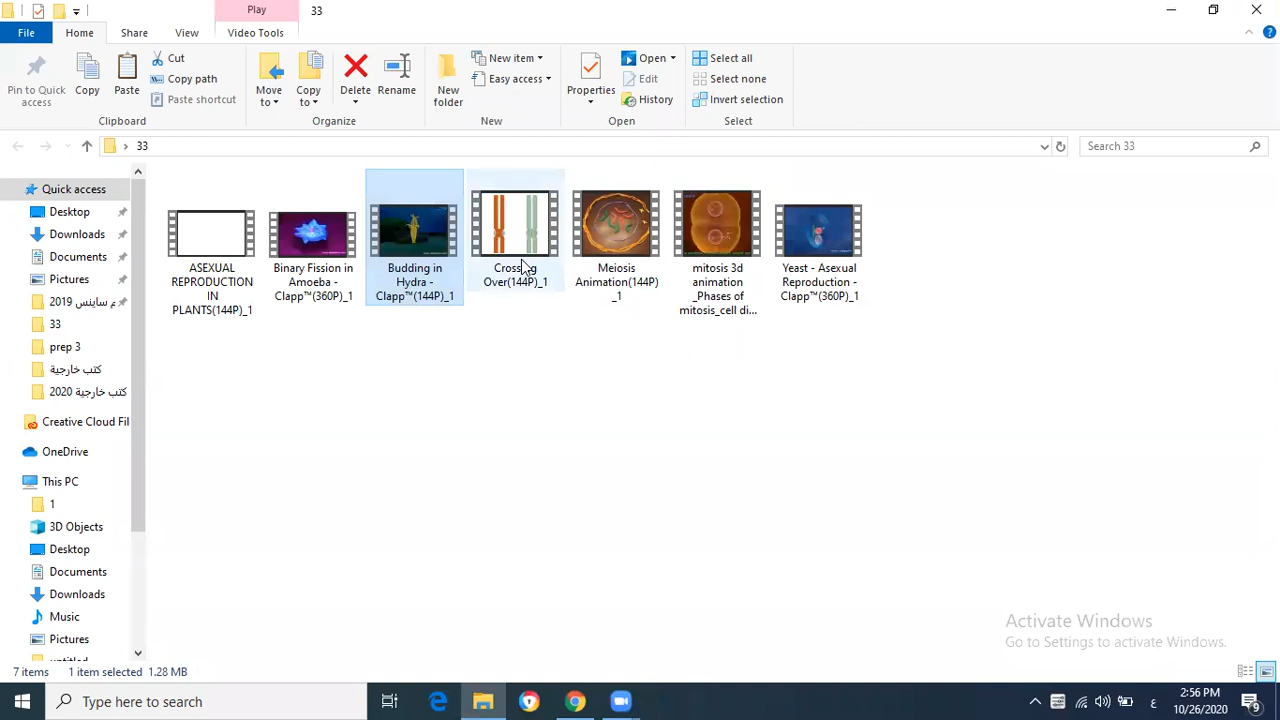 Play
33
File
Home
Share
View
Video Tools
Pin to Quick access
Copy
Paste
Cut
Copy path
Paste shortcut
Clipboard
Move to
Copy to
Delete
Rename
Organize
New folder
New item
Easy access
New
Properties
Open
Edit
History
Open
Select all
Select none
Invert selection
Select
33
Search 33
Quick access
Desktop
Downloads
Documents
Pictures
م ساينس 2019
33
prep 3
كتب خارجية
كتب خارجية 2020
Creative Cloud Fil
OneDrive
This PC
1
3D Objects
Desktop
Documents
Downloads
Music
Pictures
untitled
ASEXUAL
REPRODUCTION
IN
PLANTS(144P)_1
Binary Fission in
Amoeba -
Clapp™(360P)_1
Budding in
Hydra -
Clapp™(144P)_1
Crossing
Over(144P)_1
Meiosis
Animation(144P)
_1
mitosis 3d
animation
_Phases of
mitosis_cell di...
Yeast - Asexual
Reproduction -
Clapp™(360P)_1
Activate Windows
Go to Settings to activate Windows.
7 items 1 item selected 1.28 MB
Type here to search
ع
2:56 PM
10/26/2020
9